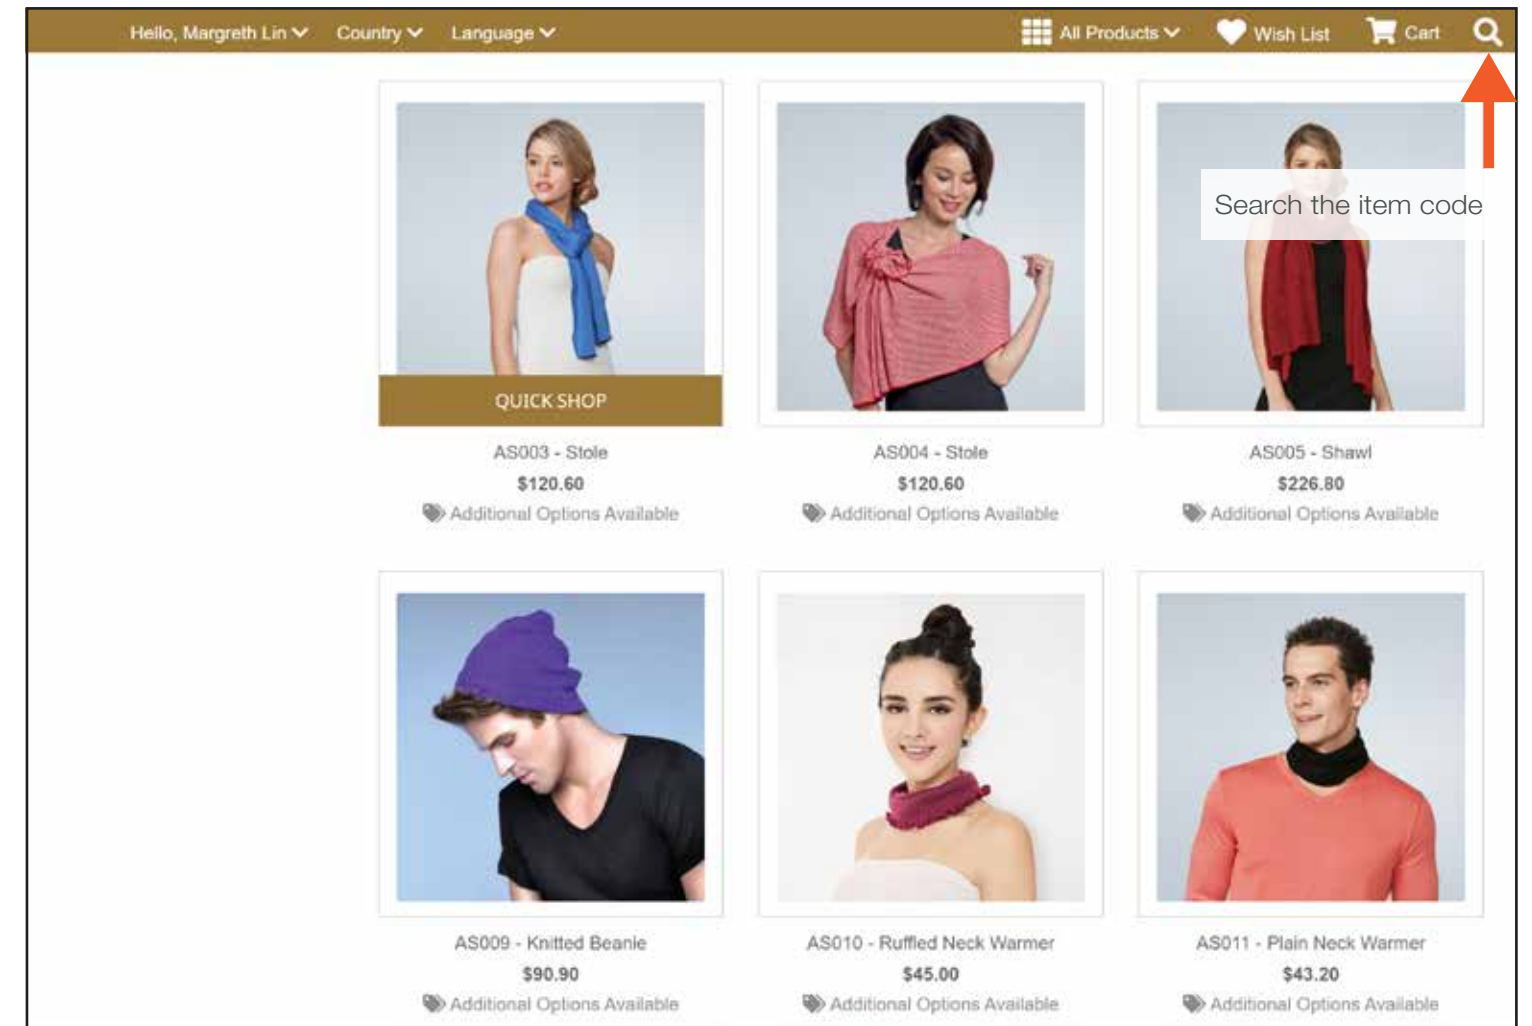 Hello, Margreth Lin Country Language All Products Wish List Cart
Search the item code
QUICK SHOP
AS003 - Stole
$120.60
Additional Options Available
AS004 - Stole
$120.60
Additional Options Available
AS005 - Shawl
$226.80
Additional Options Available
AS009 - Knitted Beanie
$90.90
Additional Options Available
AS010 - Ruffled Neck Warmer
$45.00
Additional Options Available
AS011 - Plain Neck Warmer
$43.20
Additional Options Available